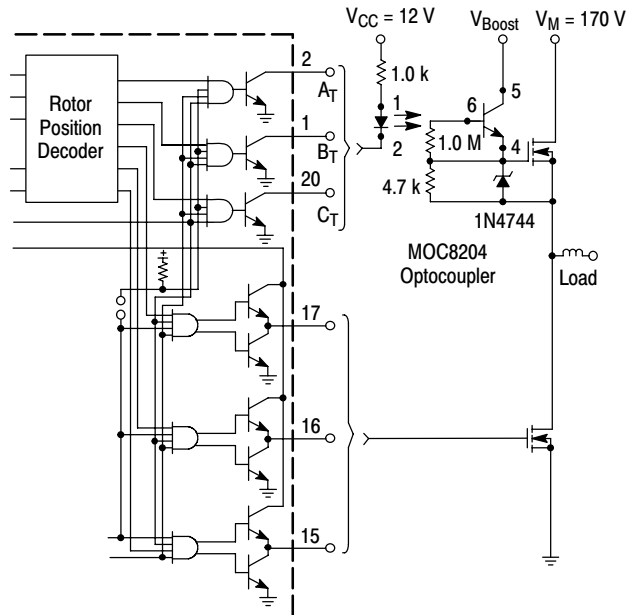 V_CC = 12 V
V_Boost
V_M = 170 V
2
A_T
1
B_T
20
C_T
Rotor
Position
Decoder
1.0 k
1
2
5
6
1.0 M
4
4.7 k
1N4744
MOC8204
Optocoupler
Load
17
16
15